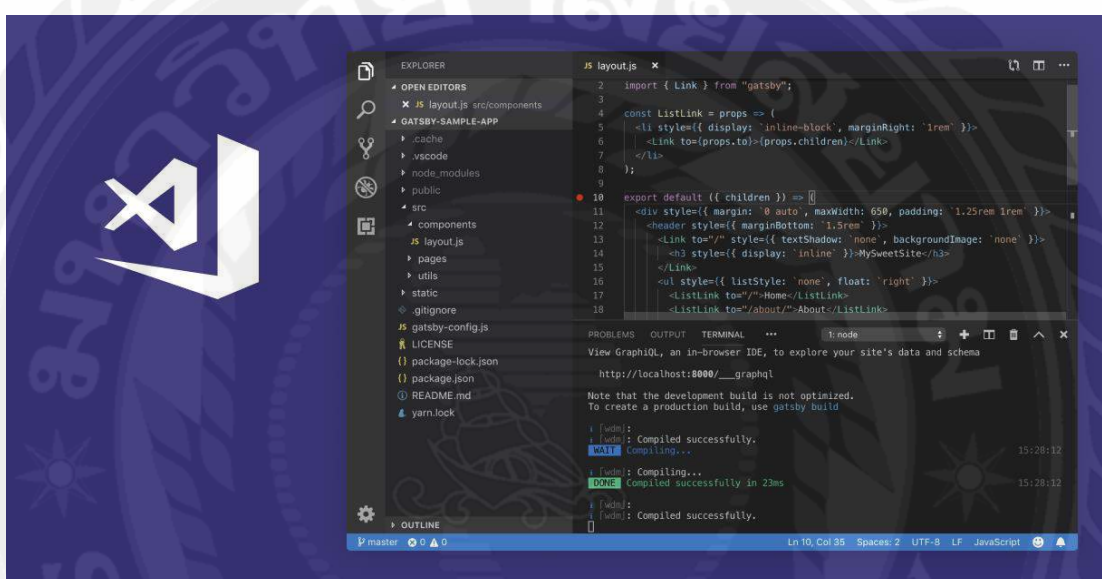 EXPLORER
OPEN EDITORS
JS layout.js src/components
GATSBY-SAMPLE-APP
.cache
.vscode
node_modules
public
src
components
JS layout.js
pages
utils
static
.gitignore
JS gatsby-config.js
LICENSE
{} package-lock.json
{} package.json
README.md
yarn.lock
OUTLINE
JS layout.js
2 import { Link } from "gatsby";
3
4 const ListLink = props => (
5 <li style={{ display: `inline-block`, marginRight: `1rem` }}>
6 <Link to={props.to}>{props.children}</Link>
7 </li>
8 );
9
10 export default ({ children }) => (
11 <div style={{ margin: `0 auto`, maxWidth: 650, padding: `1.25rem 1rem` }}>
12 <header style={{ marginBottom: `1.5rem` }}>
13 <Link to="/" style={{ textShadow: `none`, backgroundImage: `none` }}>
14 <h3 style={{ display: `inline` }}>MySweetSite</h3>
15 </Link>
16 <ul style={{ listStyle: `none`, float: `right` }}>
17 <ListLink to="/">Home</ListLink>
18 <ListLink to="/about/">About</ListLink>
PROBLEMS OUTPUT TERMINAL ••• 1: node
View GraphiQL, an in-browser IDE, to explore your site's data and schema
http://localhost:8000/___graphql
Note that the development build is not optimized.
To create a production build, use gatsby build
i [wdm]:
i [wdm]: Compiled successfully.
WAIT Compiling... 15:28:12
i [wdm]: Compiling...
DONE Compiled successfully in 23ms 15:28:12
i [wdm]:
i [wdm]: Compiled successfully.
master 0 0 Ln 10, Col 35 Spaces: 2 UTF-8 LF JavaScript